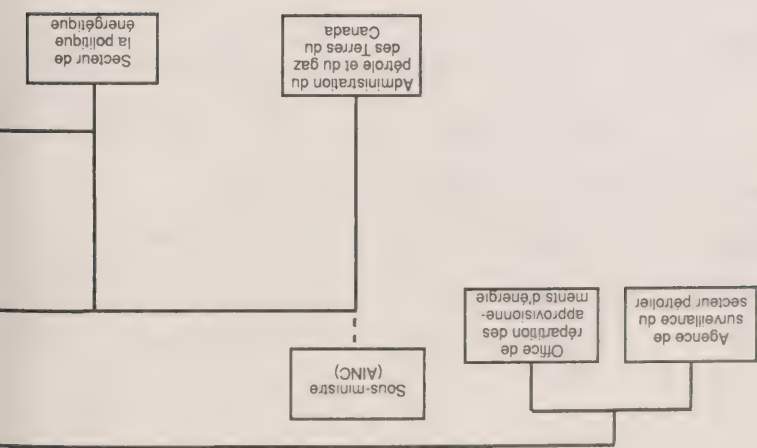 Agence de
surveillance du
secteur pétrolier
Office de
répartition des
approvisionne-
ments d'énergie
Sous-ministre
(AINC)
Administration du
pétrole et du gaz
des Terres du
Canada
Secteur de
la politique
énergétique